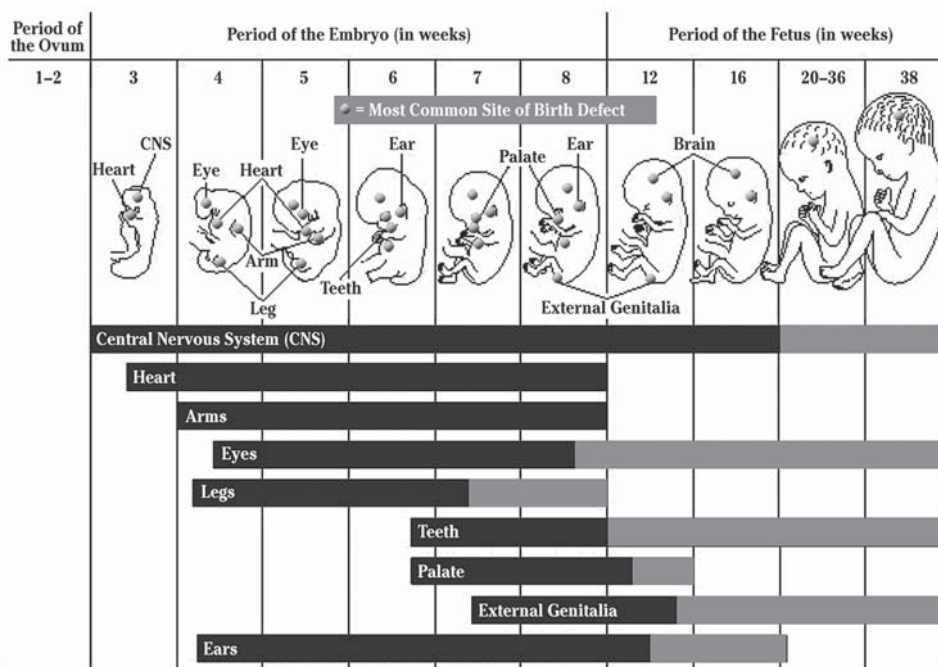 Period of
the Ovum
Period of the Embryo (in weeks)
Period of the Fetus (in weeks)
1–2
3
4
5
6
7
8
12
16
20–36
38
= Most Common Site of Birth Defect
CNS
Heart
Eye
Heart
Eye
Ear
Palate
Ear
Brain
Arm
Leg
Teeth
External Genitalia
Central Nervous System (CNS)
Heart
Arms
Eyes
Legs
Teeth
Palate
External Genitalia
Ears